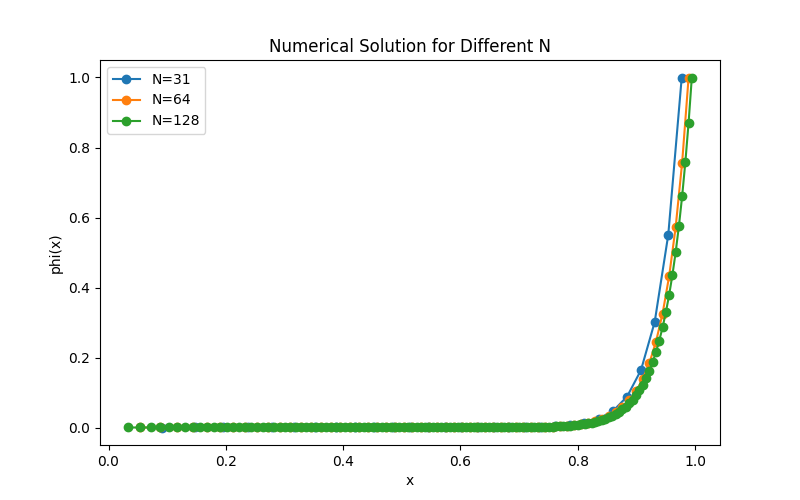 Numerical Solution for Different N
N=31
N=64
N=128
1.0
0.8
0.6
0.4
0.2
0.0
phi(x)
0.0 0.2 0.4 0.6 0.8 1.0
x